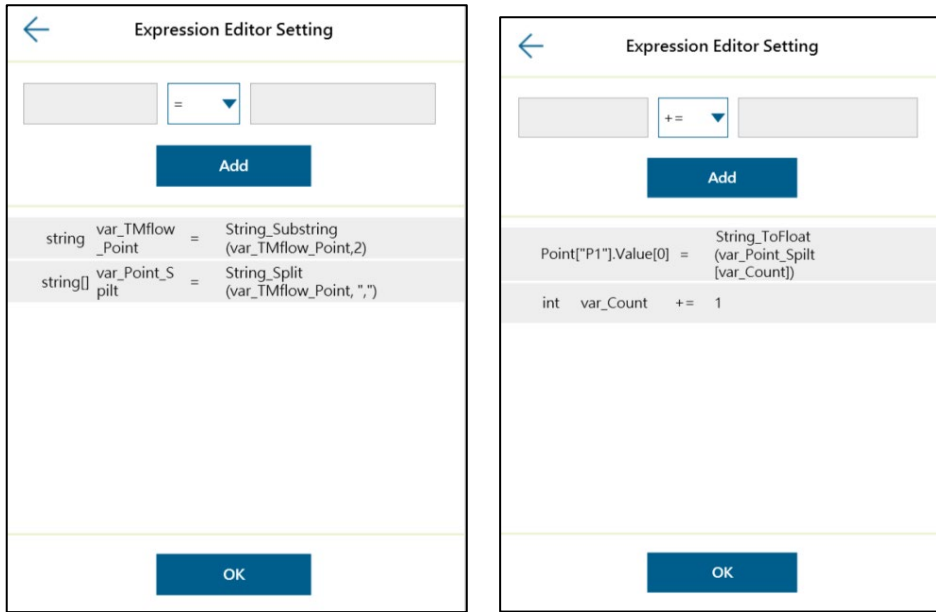 Expression Editor Setting
=
Add
string var_TMflow
_Point = String_Substring
(var_TMflow_Point,2)
string[] var_Point_S
pilt = String_Split
(var_TMflow_Point, ",")
OK
Expression Editor Setting
+=
Add
Point["P1"].Value[0] = String_ToFloat
(var_Point_Spilt
[var_Count])
int var_Count += 1
OK